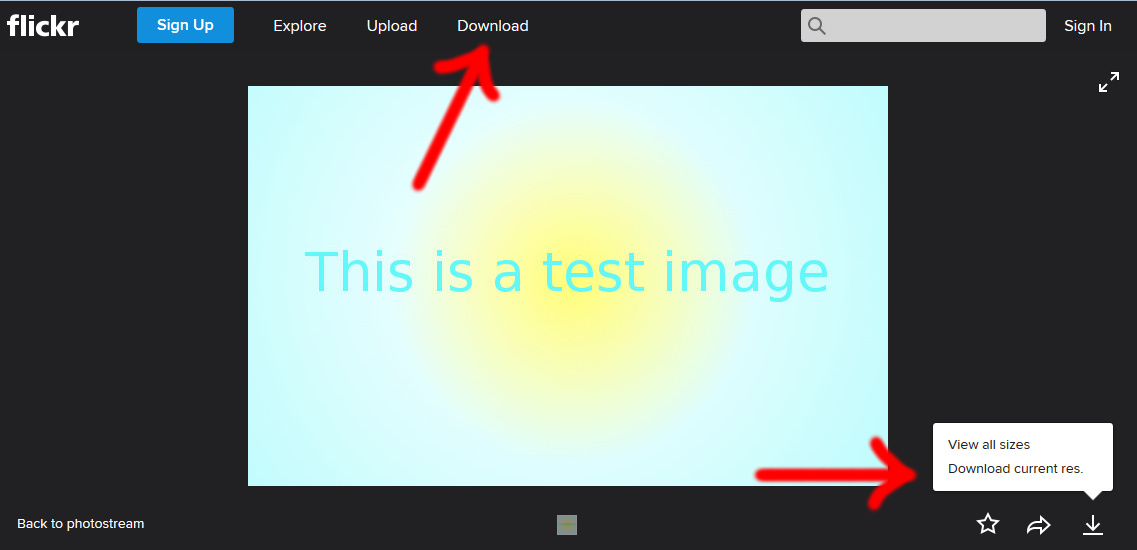 flickr Sign Up Explore Upload Download Sign In
This is a test image
View all sizes
Download current res.
Back to photostream